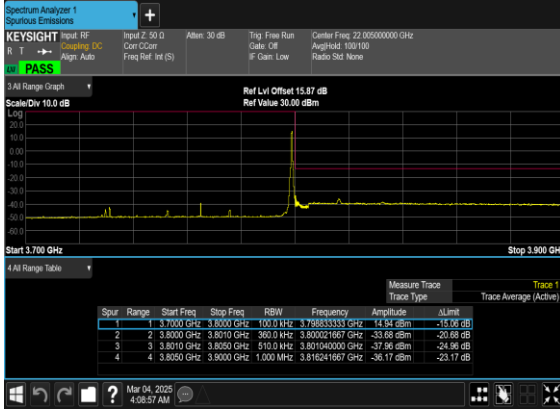 Spectrum Analyzer 1
Spurious Emissions
+
KEYSIGHT Input: RF Input Z: 50 Ω Atten: 30 dB Trig: Free Run Center Freq: 22.005000000 GHz
R T Coupling: DC Corr CCorr Gate: Off Avg|Hold: 100/100
Align: Auto Freq Ref: Int (S) IF Gain: Low Radio Std: None
PASS
3 All Range Graph
Ref Lvl Offset 15.87 dB
Scale/Div 10.0 dB Ref Value 30.00 dBm
Log
20.0
10.0
0.00
-10.0
-20.0
-30.0
-40.0
-50.0
-60.0
Start 3.700 GHz Stop 3.900 GH
4 All Range Table
Measure Trace Trace 1
Trace Type Trace Average (Active)
Spur Range Start Freq Stop Freq RBW Frequency Amplitude ΔLimit
1 1 3.7000 GHz 3.8000 GHz 100.0 kHz 3.798833333 GHz 14.94 dBm -15.06 dB
2 2 3.8000 GHz 3.8010 GHz 360.0 kHz 3.800021667 GHz -33.68 dBm -20.68 dB
3 3 3.8010 GHz 3.8050 GHz 510.0 kHz 3.801040000 GHz -37.96 dBm -24.96 dB
4 4 3.8050 GHz 3.9000 GHz 1.000 MHz 3.816241667 GHz -36.17 dBm -23.17 dB
?
Mar 04, 2025
4:08:57 AM